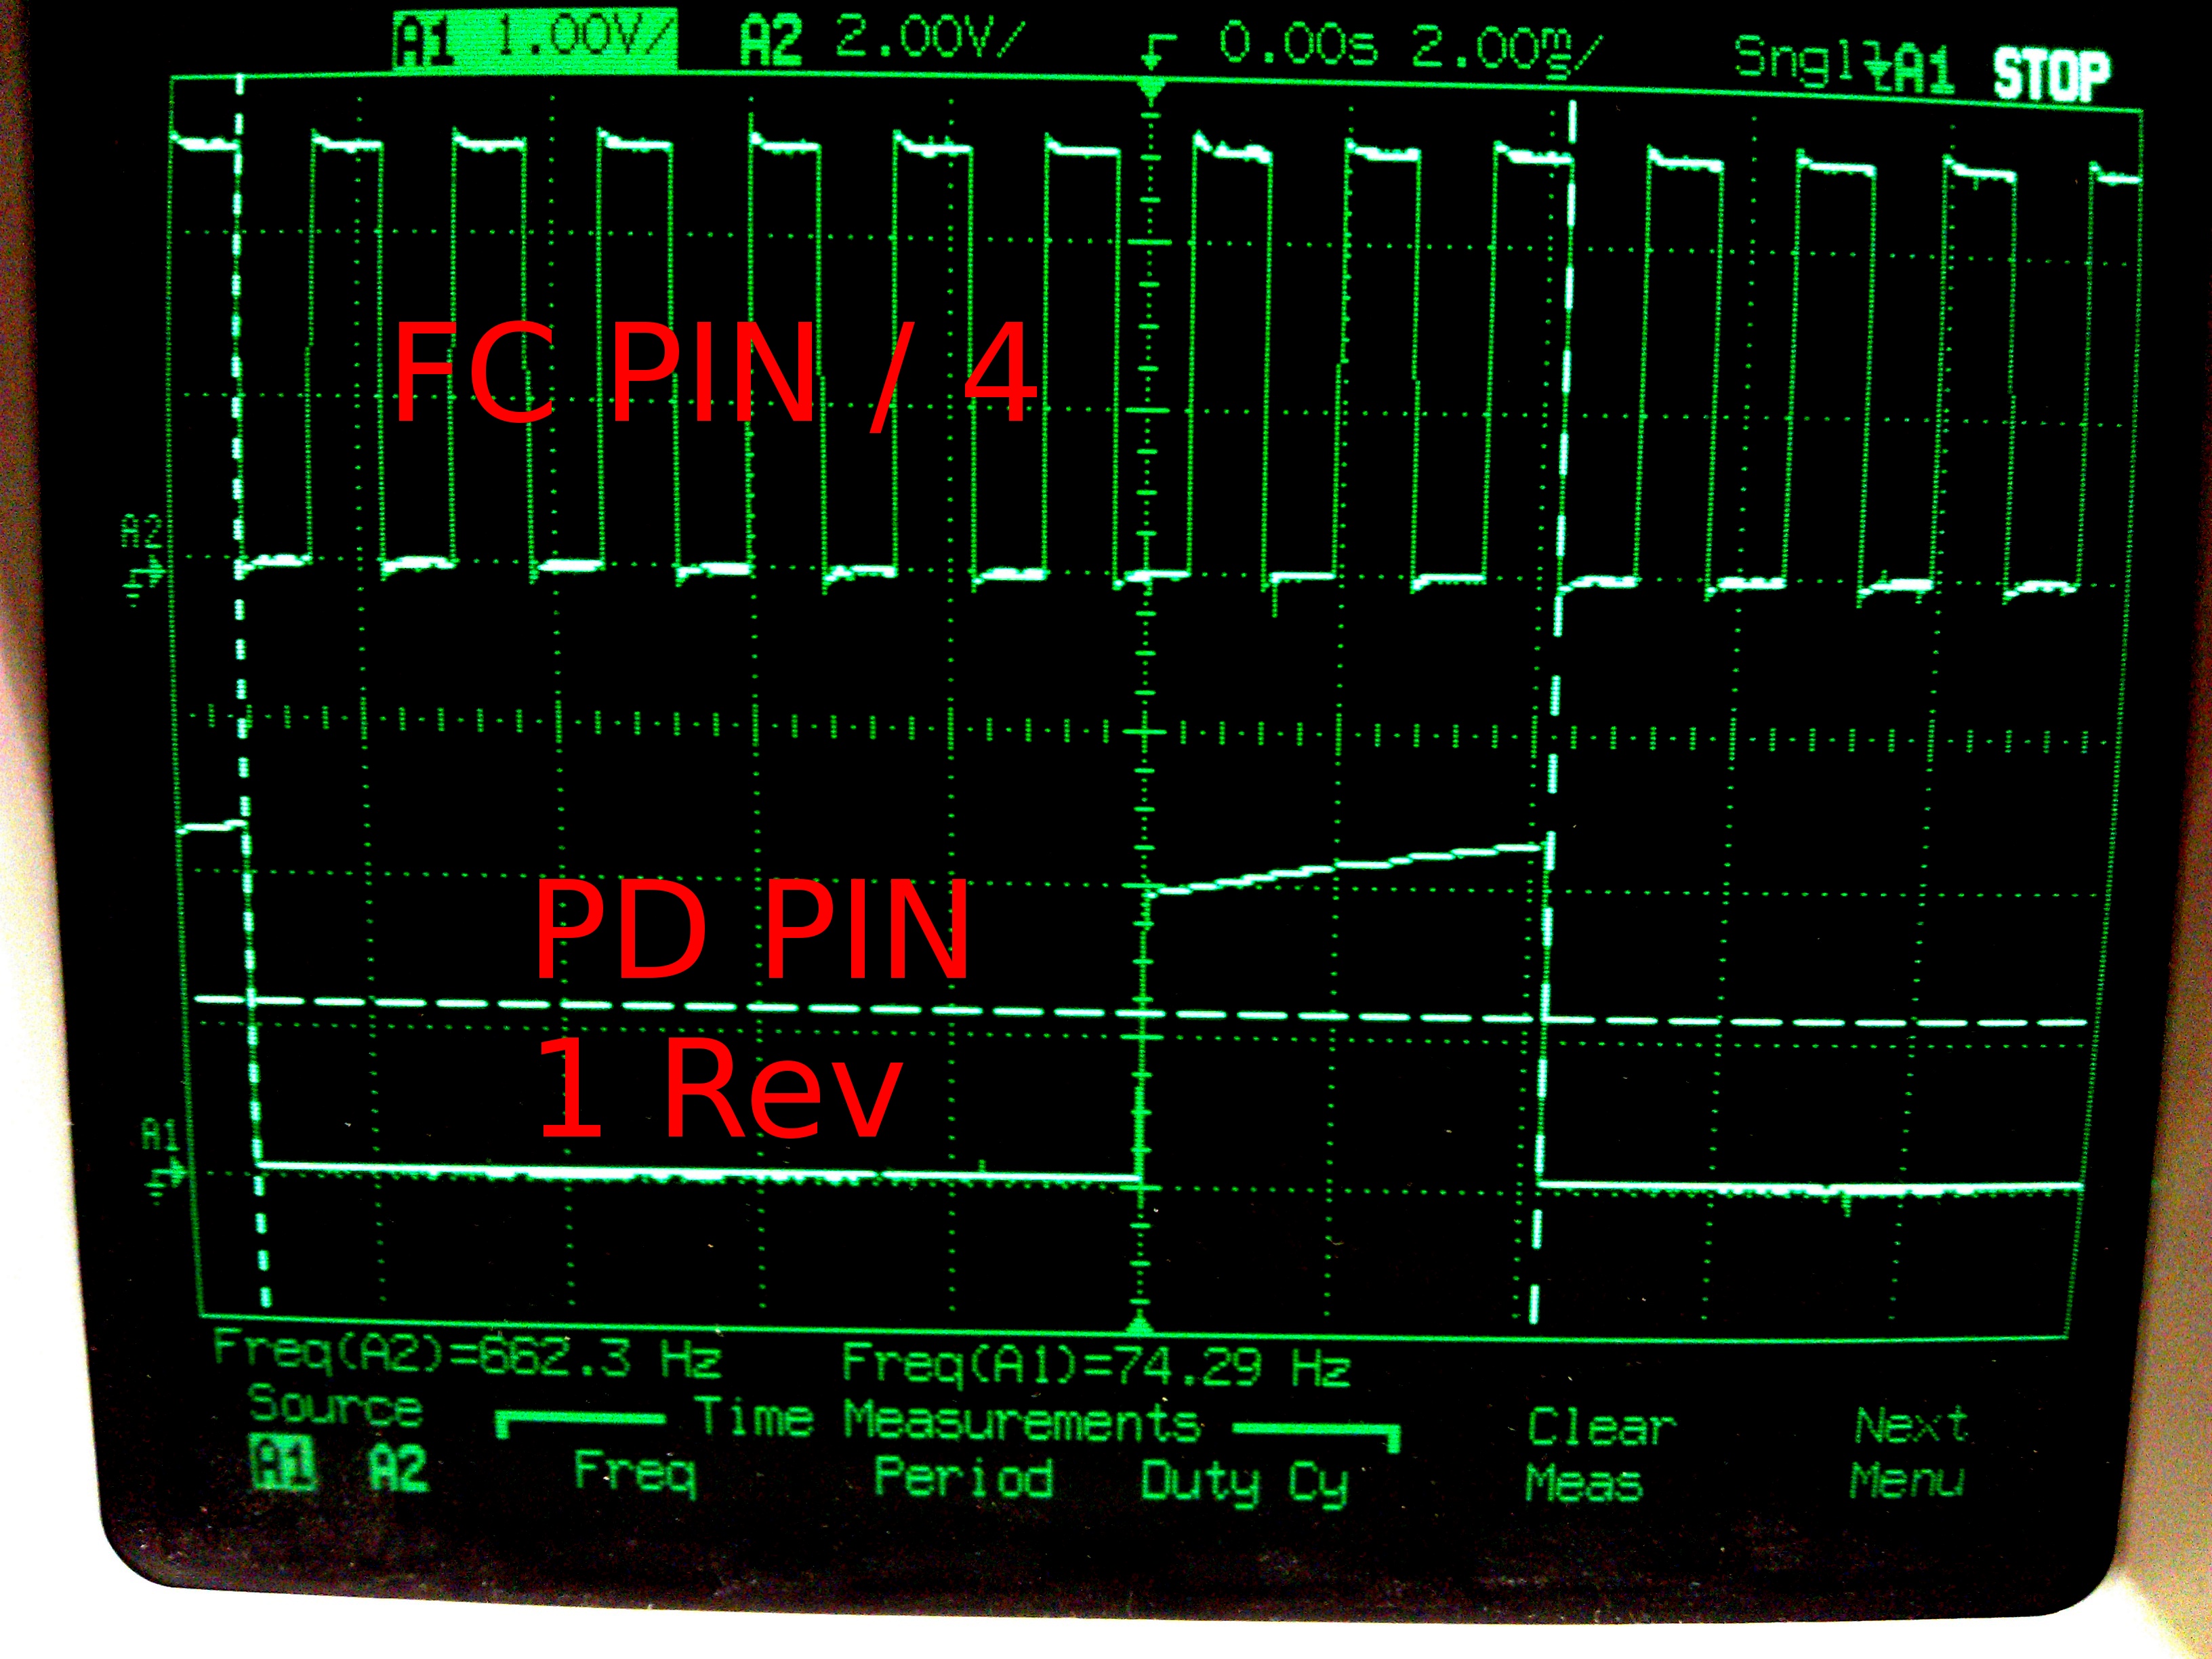 A1 1.00V/ A2 2.00V/ 0.00s 2.00ms/ Sngl A1 STOP
FC PIN / 4
A2
PD PIN
1 Rev
A1
Freq(A2)=662.3 Hz Freq(A1)=74.29 Hz
Source Time Measurements Clear Next
A1 A2 Freq Period Duty Cy Meas Menu